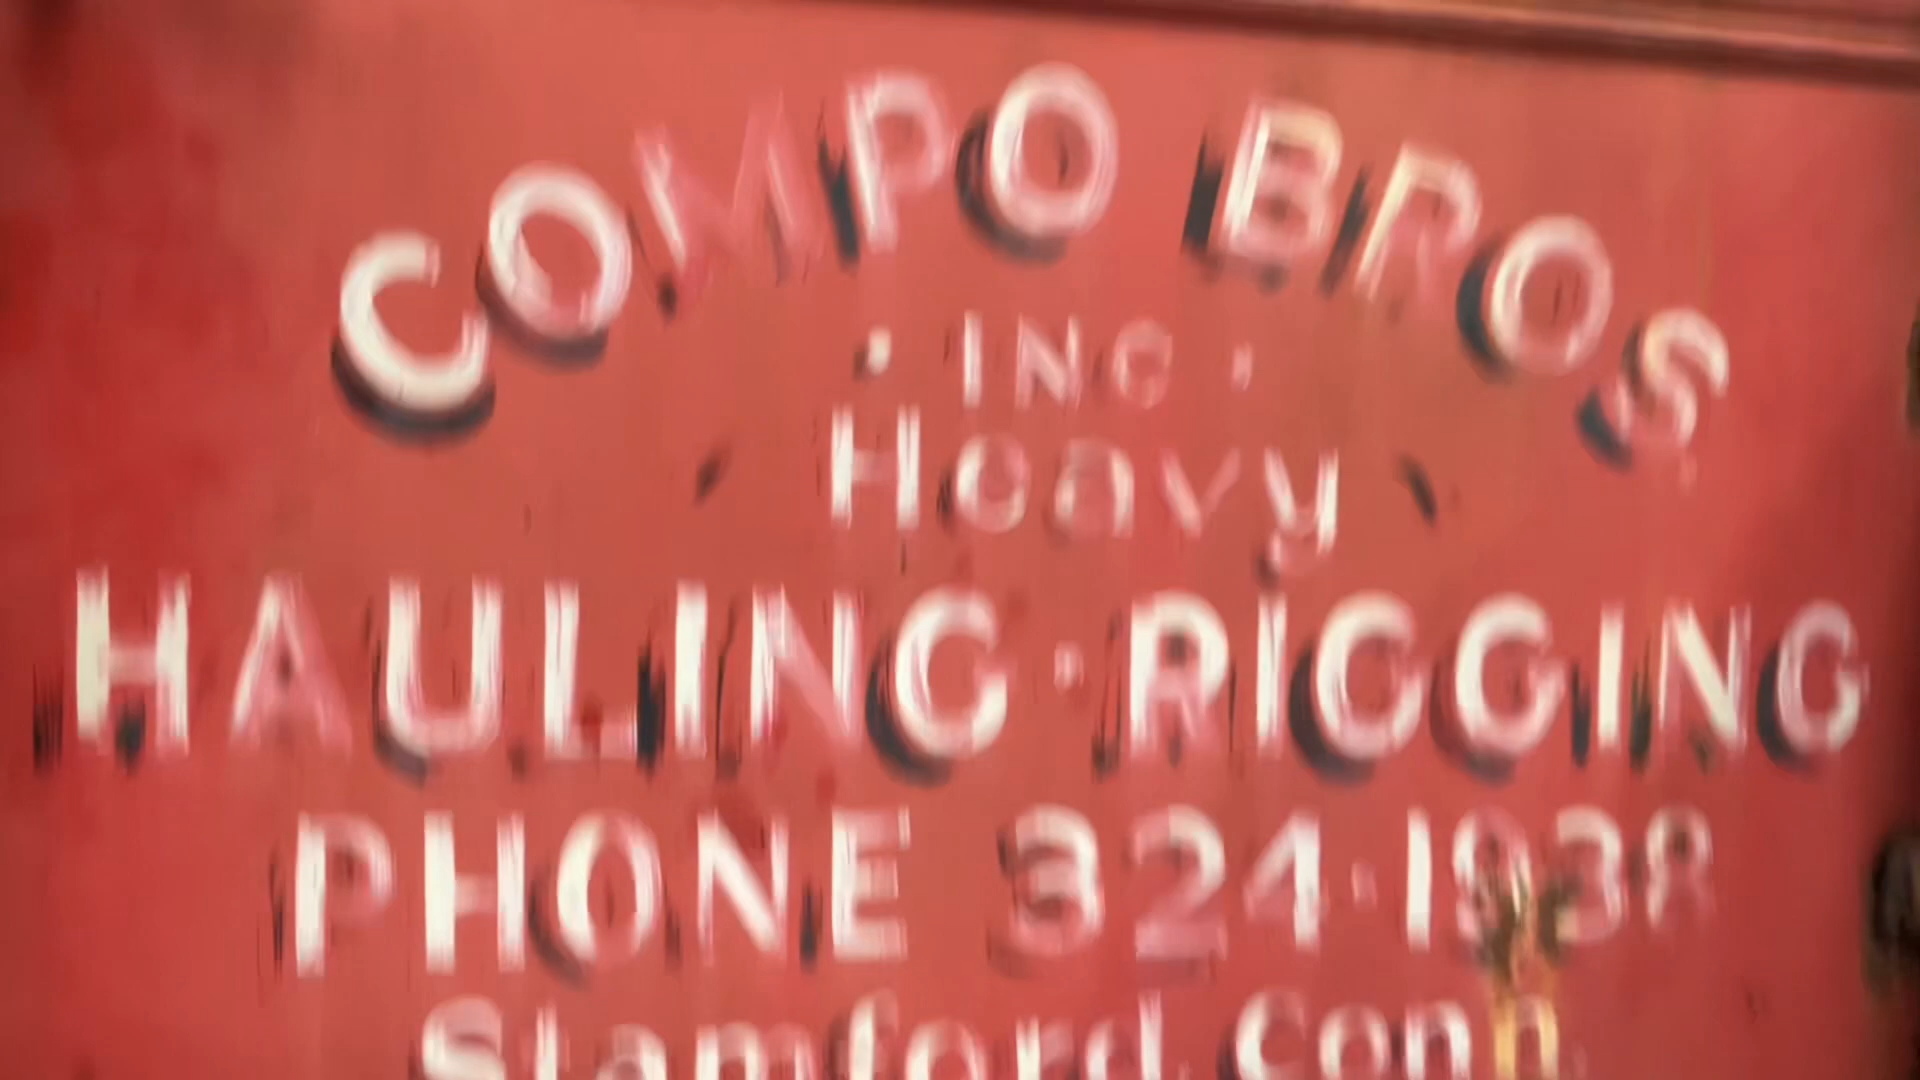 COMPO BROS
· INC ·
Heavy
HAULING · RIGGING
PHONE 324·1938
Stamford, Conn